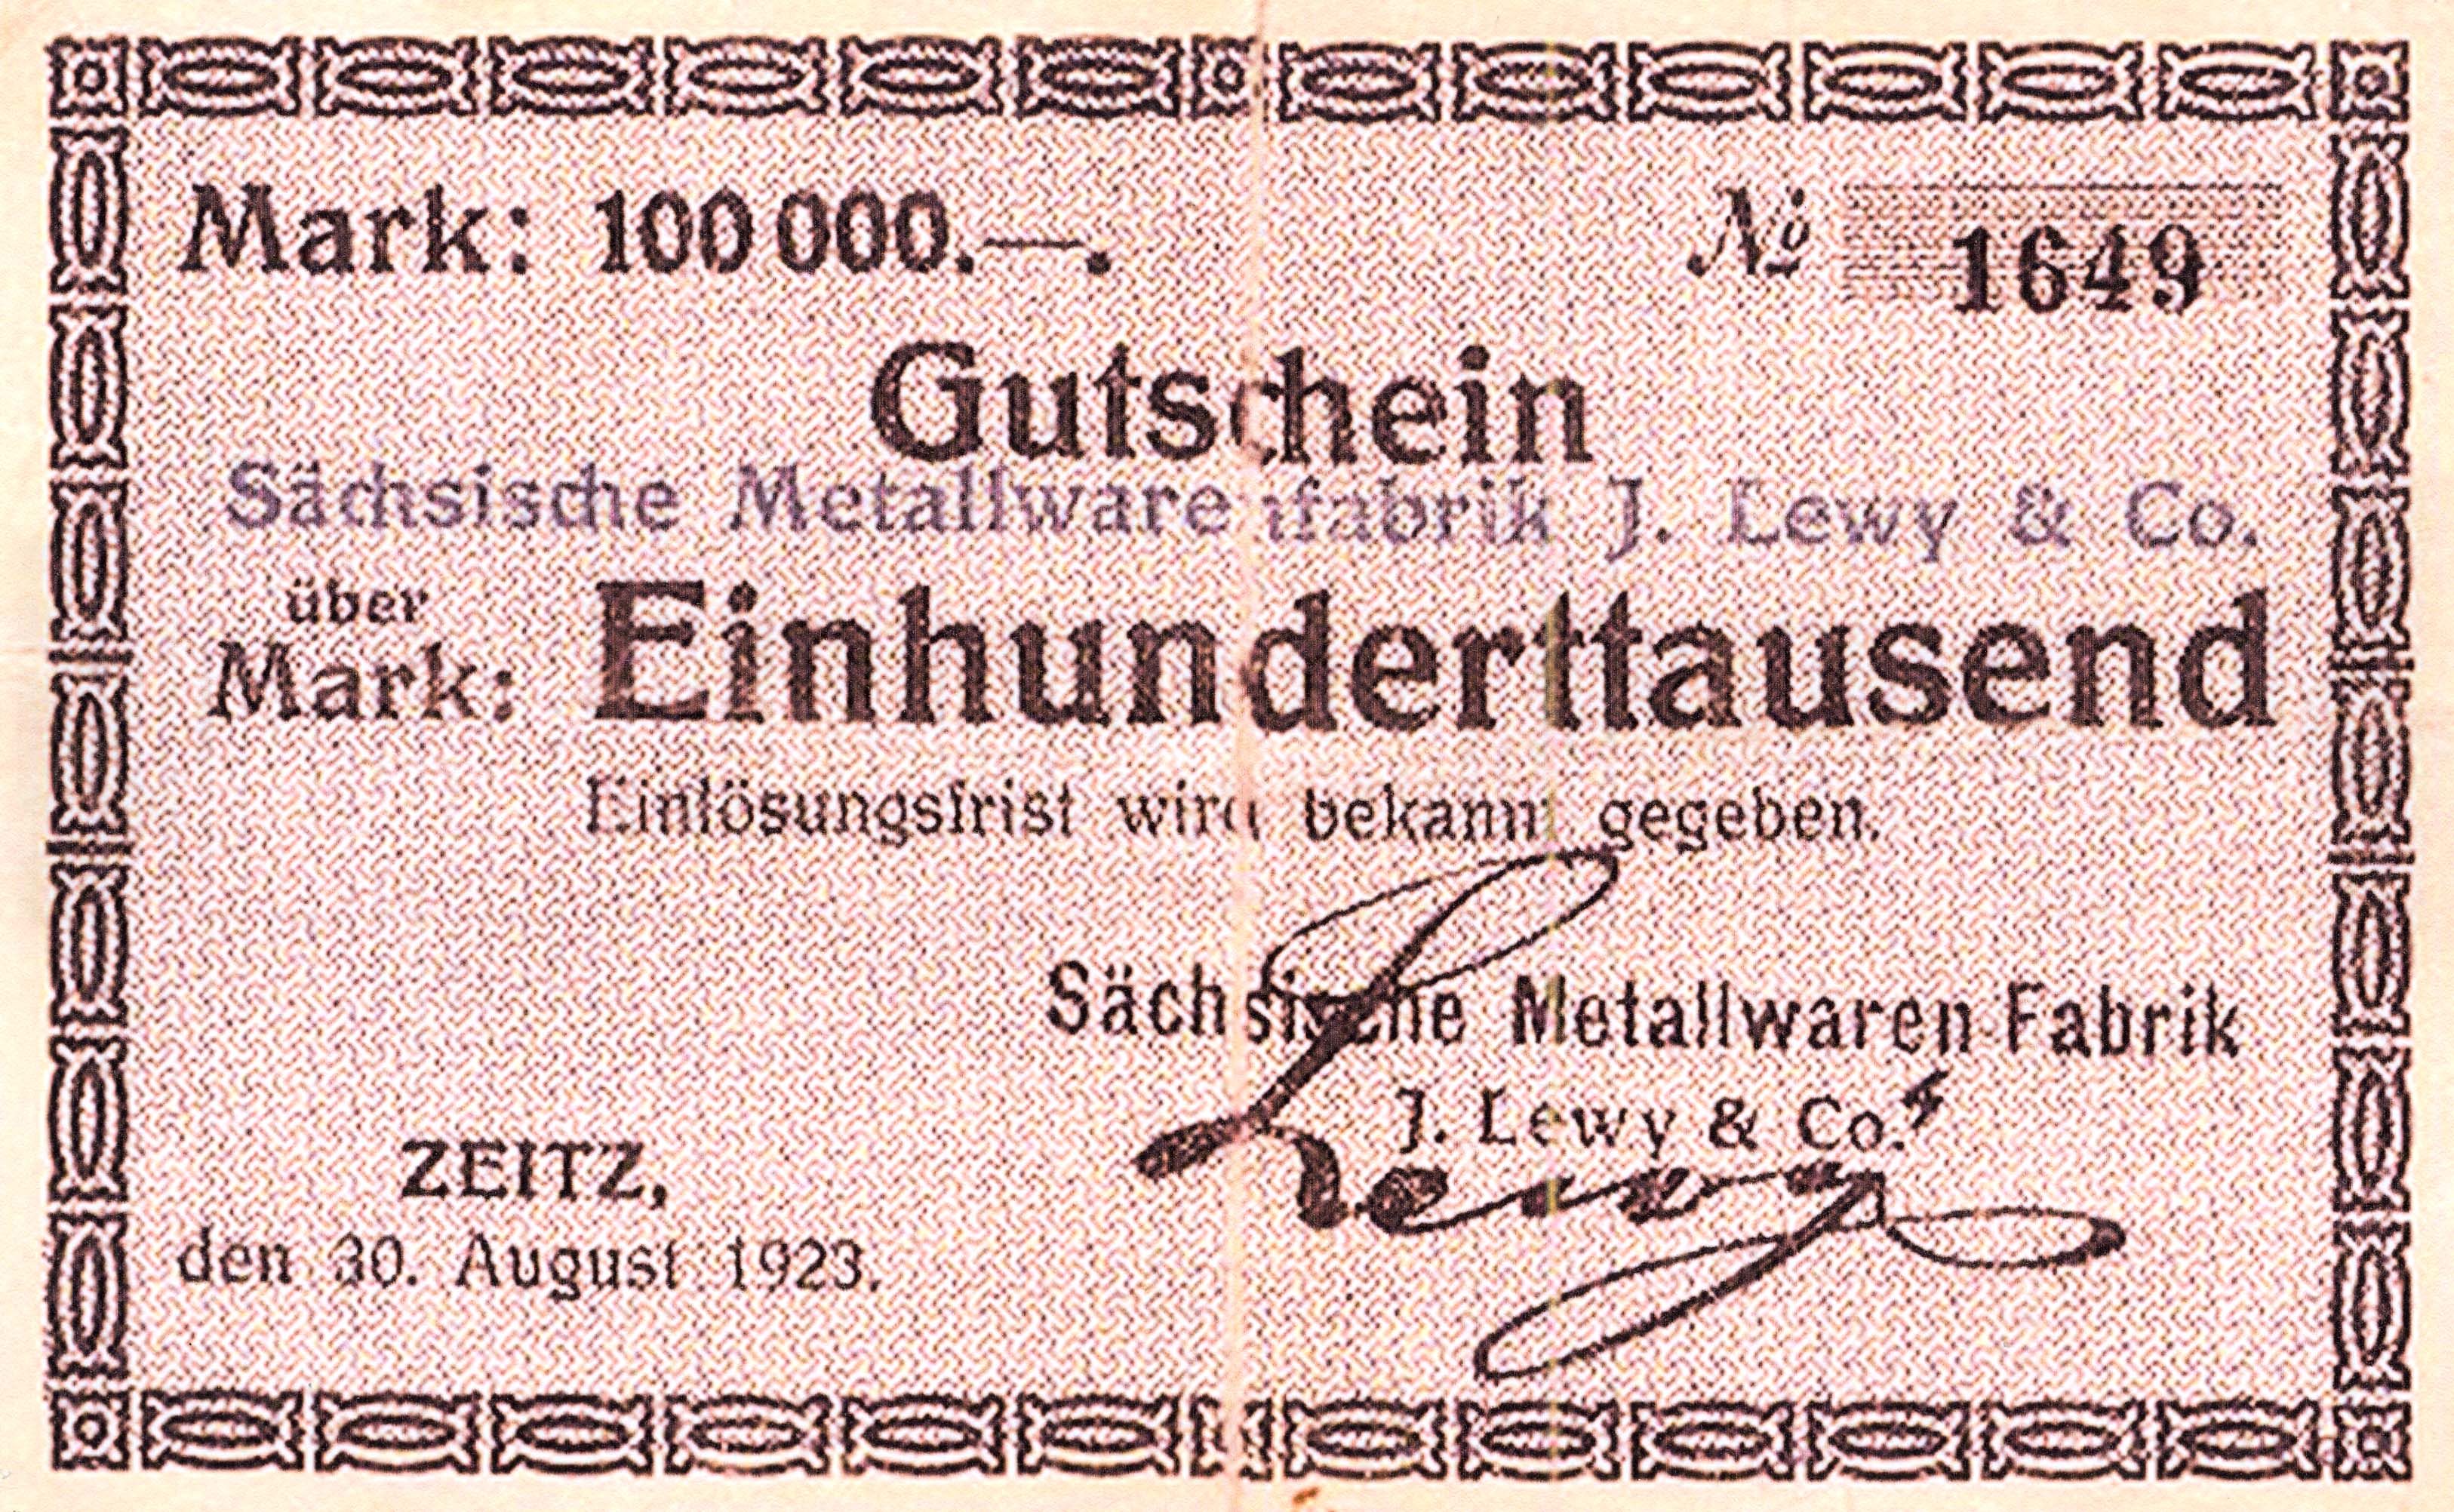 Mark: 100 000.—. № 1649
Gutschein
Sächsische Metallwarenfabrik J. Lewy & Co.
über
Mark: Einhunderttausend
Einlösungsfrist wird bekannt gegeben.
Sächsische Metallwaren-Fabrik
J. Lewy & Co.
Lewy
ZEITZ,
den 30. August 1923.